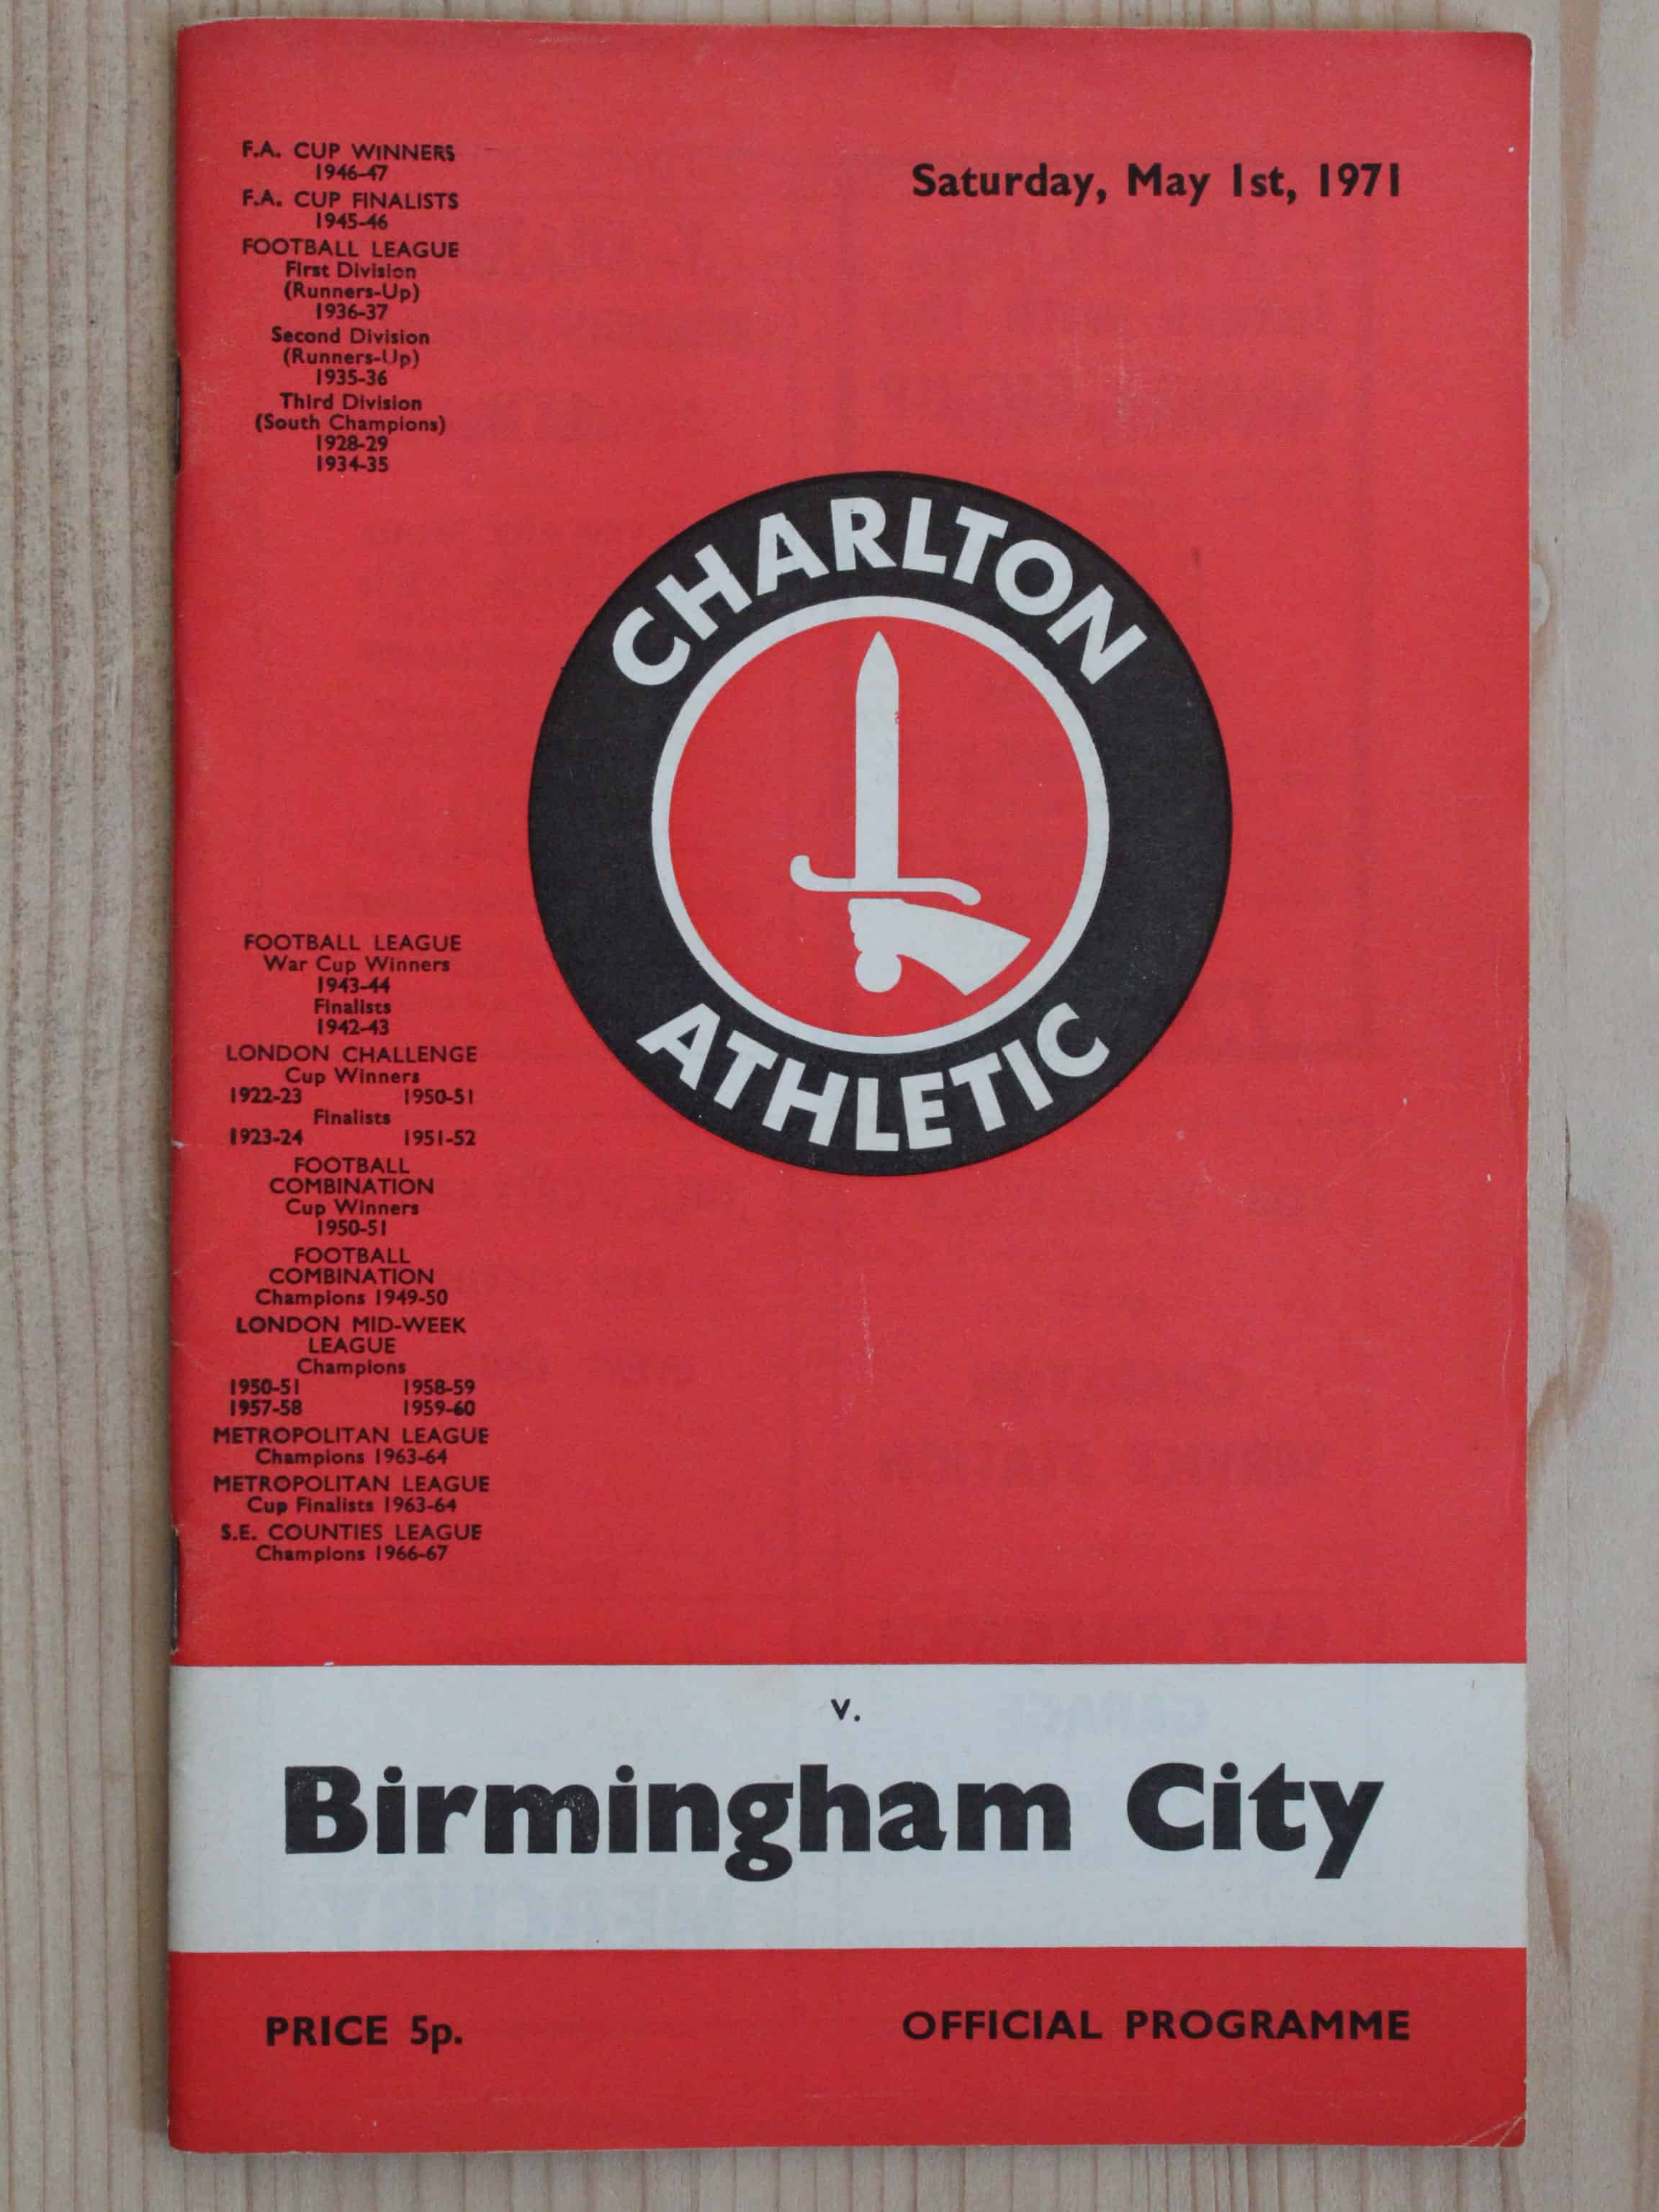 F.A. CUP WINNERS
1946-47
F.A. CUP FINALISTS
1945-46
FOOTBALL LEAGUE
First Division
(Runners-Up)
1936-37
Second Division
(Runners-Up)
1935-36
Third Division
(South Champions)
1928-29
1934-35
Saturday, May 1st, 1971
CHARLTON
ATHLETIC
FOOTBALL LEAGUE
War Cup Winners
1943-44
Finalists
1942-43
LONDON CHALLENGE
Cup Winners
1922-23 1950-51
Finalists
1923-24 1951-52
FOOTBALL
COMBINATION
Cup Winners
1950-51
FOOTBALL
COMBINATION
Champions 1949-50
LONDON MID-WEEK
LEAGUE
Champions
1950-51 1958-59
1957-58 1959-60
METROPOLITAN LEAGUE
Champions 1963-64
METROPOLITAN LEAGUE
Cup Finalists 1963-64
S.E. COUNTIES LEAGUE
Champions 1966-67
v.
Birmingham City
PRICE 5p.
OFFICIAL PROGRAMME